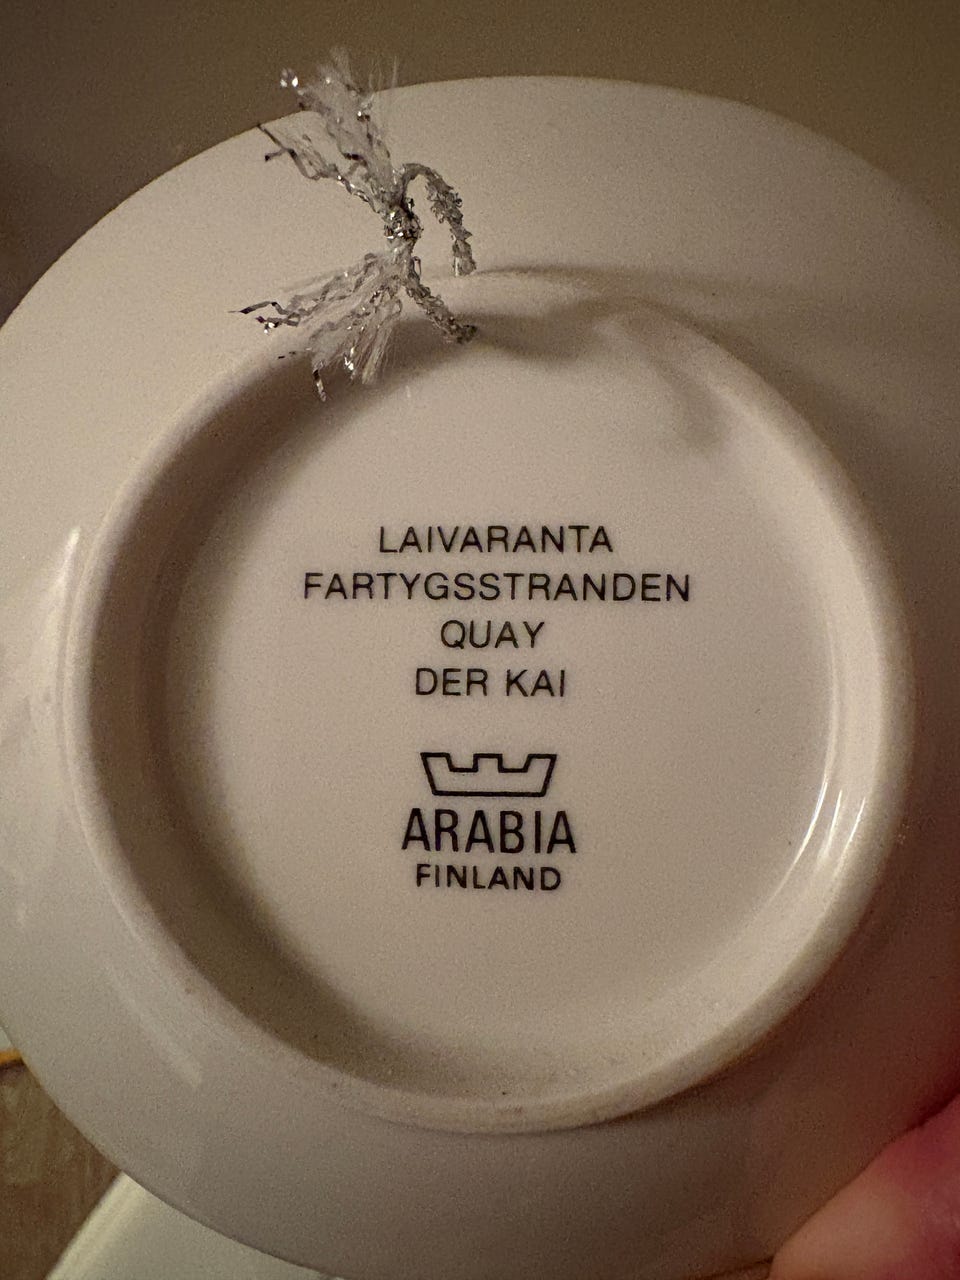 LAIVARANTA
FARTYGSSTRANDEN
QUAY
DER KAI
ARABIA
FINLAND